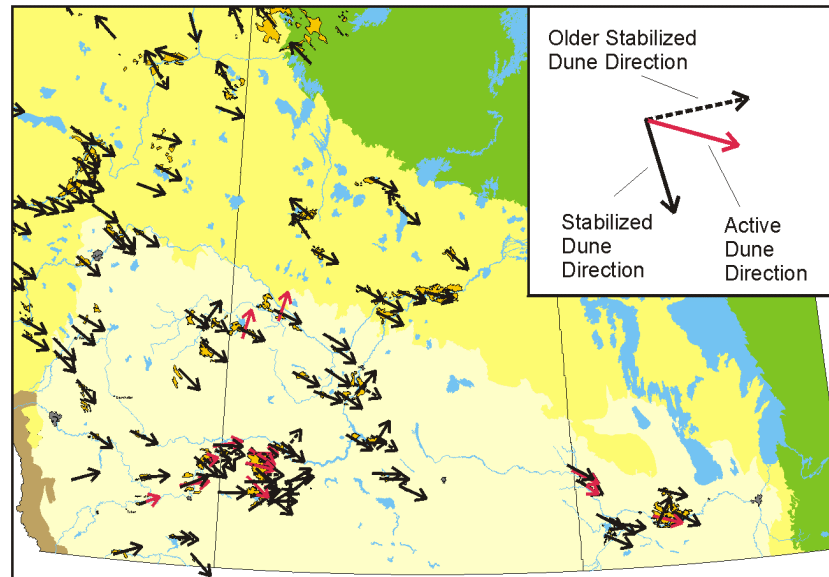 Older Stabilized
Dune Direction
Stabilized
Dune
Direction
Active
Dune
Direction